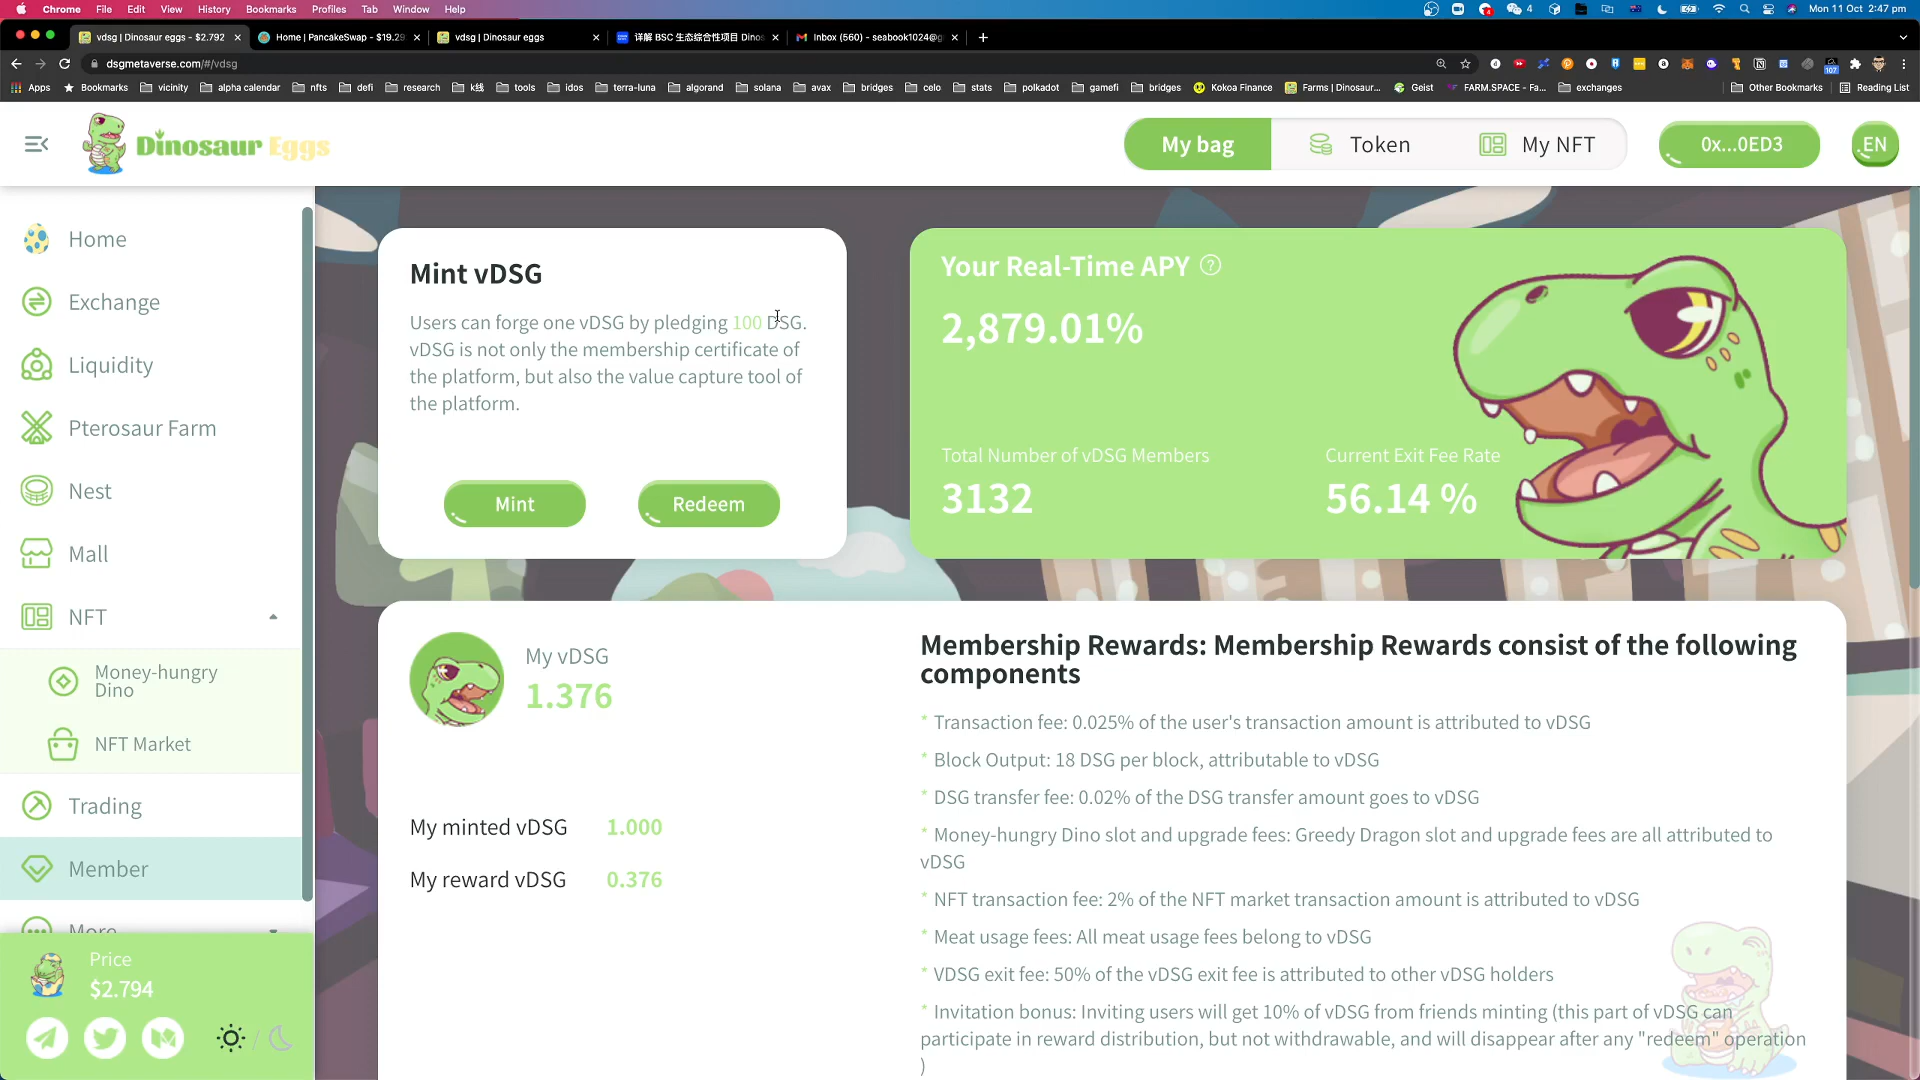 Chrome File Edit View History Bookmarks Profiles Tab Window Help
Mon 11 Oct 2:47 pm
vdsg | Dinosaur eggs - $2.792
Home | PancakeSwap - $19.29
vdsg | Dinosaur eggs
详解 BSC 生态综合性项目 Dinos
Inbox (560) - seabook1024@g
dsgmetaverse.com/#/vdsg
Apps Bookmarks vicinity alpha calendar nfts defi research k线 tools idos terra-luna algorand solana avax bridges celo stats polkadot gamefi bridges Kokoa Finance Farms | Dinosaur... Geist FARM.SPACE - Fa... exchanges Other Bookmarks Reading List
Dinosaur Eggs
My bag
Token
My NFT
0x...0ED3
EN
Home
Exchange
Liquidity
Pterosaur Farm
Nest
Mall
NFT
Money-hungry
Dino
NFT Market
Trading
Member
More
Price
$2.794
Mint vDSG
Users can forge one vDSG by pledging 100 DSG.
vDSG is not only the membership certificate of
the platform, but also the value capture tool of
the platform.
Mint
Redeem
Your Real-Time APY ?
2,879.01%
Total Number of vDSG Members
3132
Current Exit Fee Rate
56.14 %
My vDSG
1.376
My minted vDSG 1.000
My reward vDSG 0.376
Membership Rewards: Membership Rewards consist of the following
components
* Transaction fee: 0.025% of the user's transaction amount is attributed to vDSG
* Block Output: 18 DSG per block, attributable to vDSG
* DSG transfer fee: 0.02% of the DSG transfer amount goes to vDSG
* Money-hungry Dino slot and upgrade fees: Greedy Dragon slot and upgrade fees are all attributed to
vDSG
* NFT transaction fee: 2% of the NFT market transaction amount is attributed to vDSG
* Meat usage fees: All meat usage fees belong to vDSG
* VDSG exit fee: 50% of the vDSG exit fee is attributed to other vDSG holders
* Invitation bonus: Inviting users will get 10% of vDSG from friends minting (this part of vDSG can
participate in reward distribution, but not withdrawable, and will disappear after any "redeem" operation
)